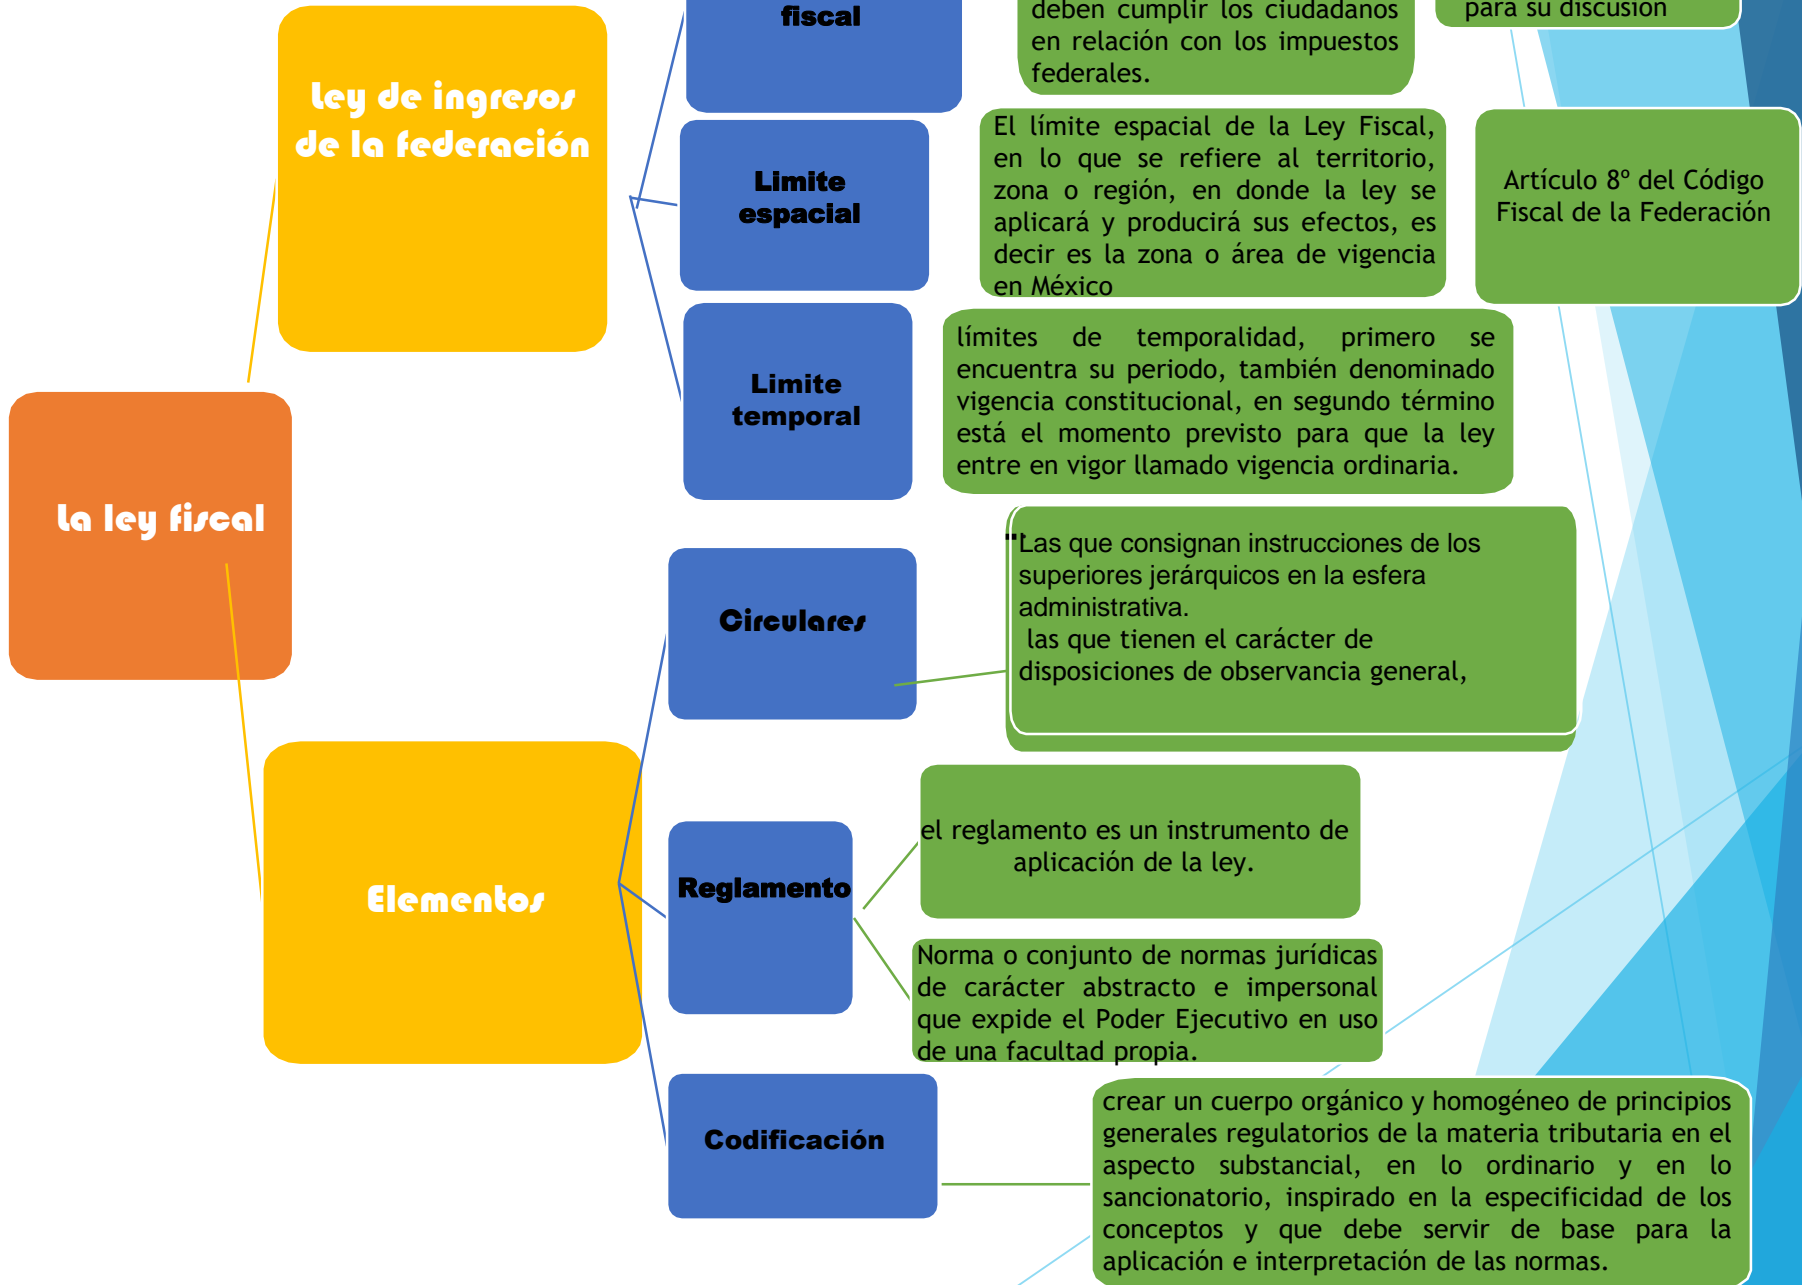 fiscal
deben cumplir los ciudadanos
en relación con los impuestos
federales.
para su discusión
Ley de ingresos
de la federación
Limite
espacial
El límite espacial de la Ley Fiscal,
en lo que se refiere al territorio,
zona o región, en donde la ley se
aplicará y producirá sus efectos, es
decir es la zona o área de vigencia
en México
Artículo 8º del Código
Fiscal de la Federación
Limite
temporal
límites de temporalidad, primero se
encuentra su periodo, también denominado
vigencia constitucional, en segundo término
está el momento previsto para que la ley
entre en vigor llamado vigencia ordinaria.
La ley fiscal
Circulares
Las que consignan instrucciones de los
superiores jerárquicos en la esfera
administrativa.
las que tienen el carácter de
disposiciones de observancia general,
Elementos
Reglamento
el reglamento es un instrumento de
aplicación de la ley.
Norma o conjunto de normas jurídicas
de carácter abstracto e impersonal
que expide el Poder Ejecutivo en uso
de una facultad propia.
Codificación
crear un cuerpo orgánico y homogéneo de principios
generales regulatorios de la materia tributaria en el
aspecto substancial, en lo ordinario y en lo
sancionatorio, inspirado en la especificidad de los
conceptos y que debe servir de base para la
aplicación e interpretación de las normas.